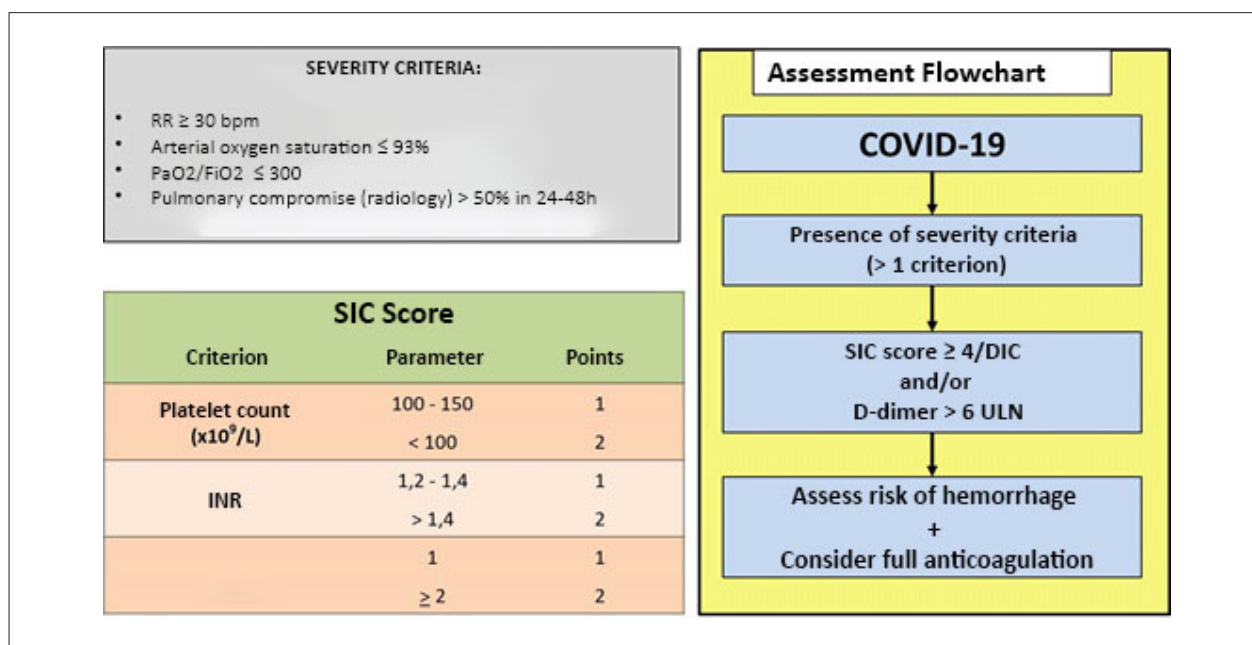 SEVERITY CRITERIA:
• RR ≥ 30 bpm
• Arterial oxygen saturation ≤ 93%
• PaO2/FiO2 ≤ 300
• Pulmonary compromise (radiology) > 50% in 24-48h
SIC Score
Criterion Parameter Points
Platelet count (x10⁹/L) 100 - 150 1
< 100 2
INR 1,2 - 1,4 1
> 1,4 2
1 1
≥ 2 2
Assessment Flowchart
COVID-19
Presence of severity criteria
(> 1 criterion)
SIC score ≥ 4/DIC
and/or
D-dimer > 6 ULN
Assess risk of hemorrhage
+
Consider full anticoagulation